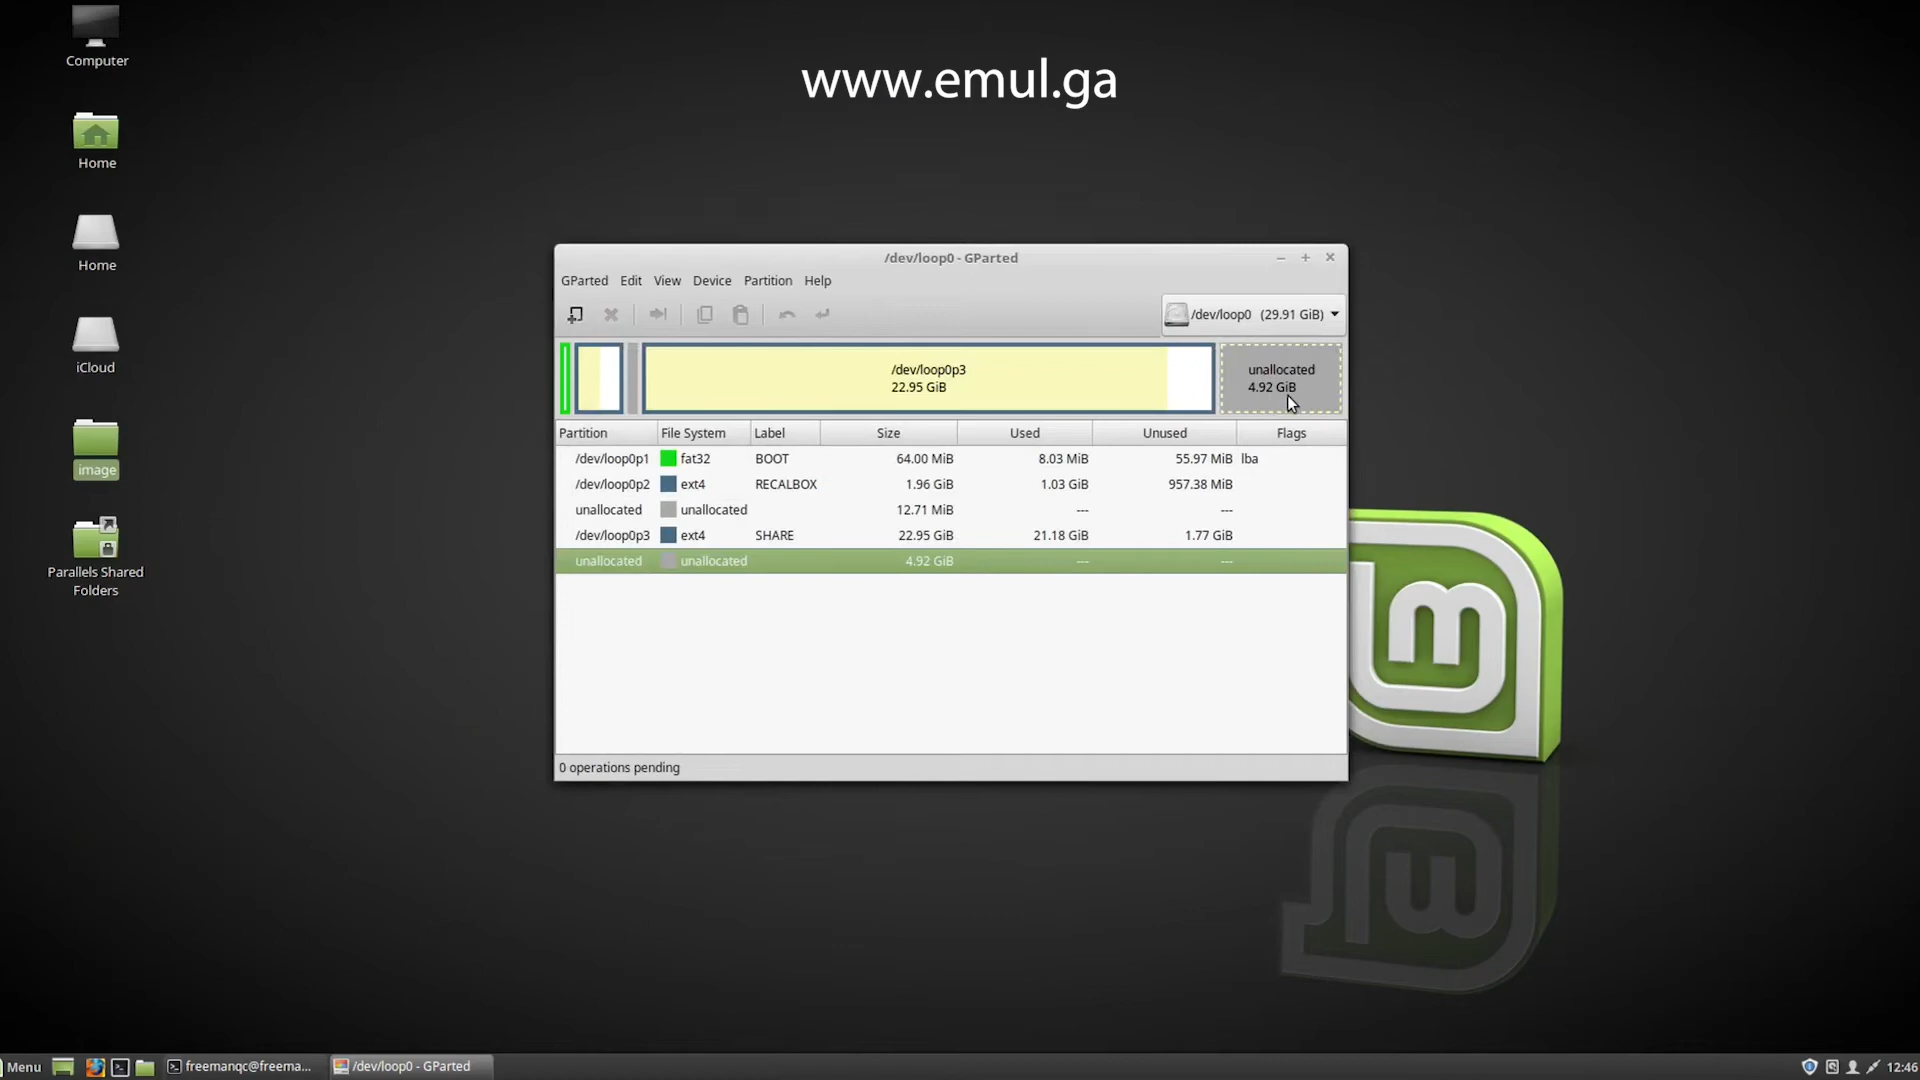 www.emul.ga
Computer
Home
Home
iCloud
image
Parallels Shared
Folders
/dev/loop0 - GParted
GParted Edit View Device Partition Help
/dev/loop0 (29.91 GiB)
/dev/loop0p3
22.95 GiB
unallocated
4.92 GiB
Partition File System Label Size Used Unused Flags
/dev/loop0p1 fat32 BOOT 64.00 MiB 8.03 MiB 55.97 MiB lba
/dev/loop0p2 ext4 RECALBOX 1.96 GiB 1.03 GiB 957.38 MiB
unallocated unallocated 12.71 MiB --- ---
/dev/loop0p3 ext4 SHARE 22.95 GiB 21.18 GiB 1.77 GiB
unallocated unallocated 4.92 GiB --- ---
0 operations pending
Menu freemanqc@freema... /dev/loop0 - GParted 12:46